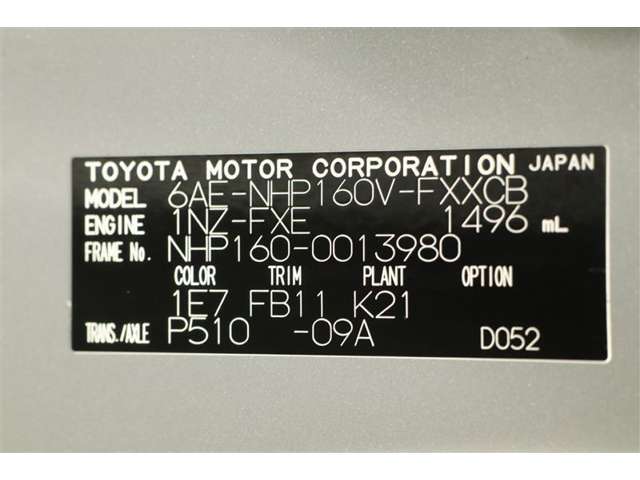 TOYOTA MOTOR CORPORATION JAPAN
MODEL 6AE-NHP160V-FXXCB
ENGINE 1NZ-FXE 1496 mL
FRAME No. NHP160-0013980
COLOR TRIM PLANT OPTION
1E7 FB11 K21
TRANS./AXLE P510 -09A D052